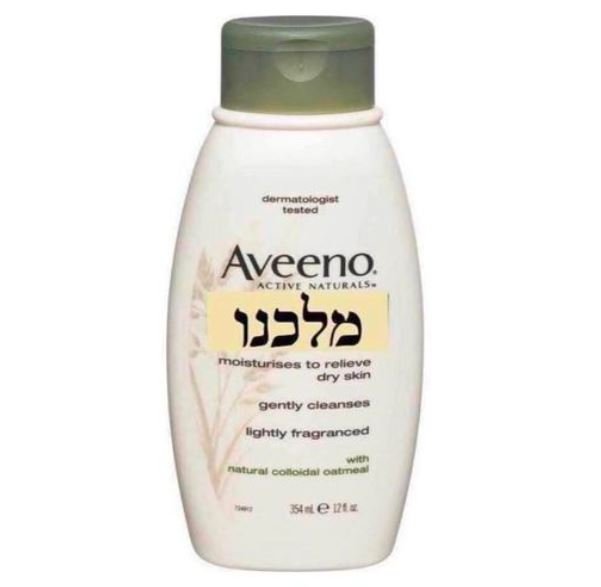 dermatologist
tested
Aveeno®
ACTIVE NATURALS™
מלכנו
moisturises to relieve
dry skin
gently cleanses
lightly fragranced
with
natural colloidal oatmeal
354 mL ℮ 12 fl. oz.